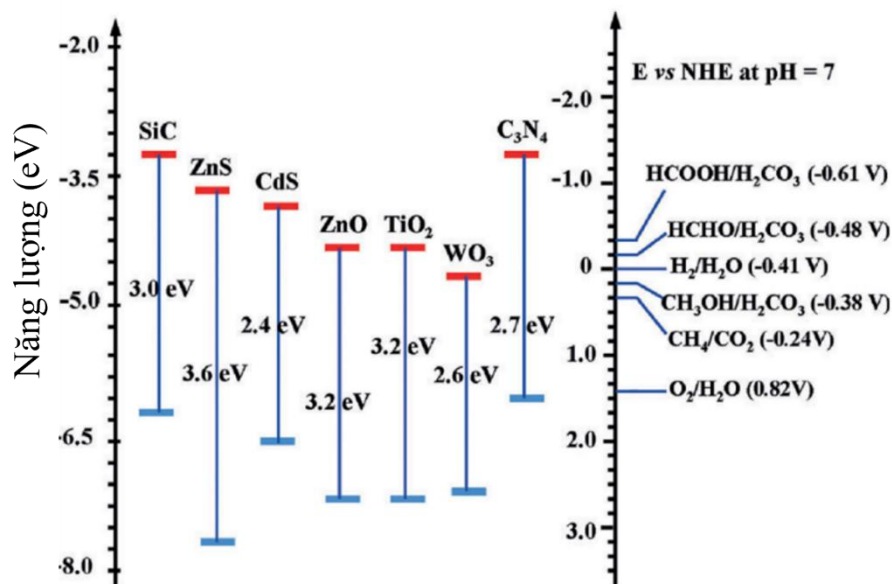 Năng lượng (eV)
-2.0
-3.5
-5.0
-6.5
-8.0
SiC
3.0 eV
ZnS
3.6 eV
CdS
2.4 eV
ZnO
3.2 eV
TiO₂
3.2 eV
WO₃
2.6 eV
C₃N₄
2.7 eV
E vs NHE at pH = 7
-2.0
-1.0
0
1.0
2.0
3.0
HCOOH/H₂CO₃ (-0.61 V)
HCHO/H₂CO₃ (-0.48 V)
H₂/H₂O (-0.41 V)
CH₃OH/H₂CO₃ (-0.38 V)
CH₄/CO₂ (-0.24V)
O₂/H₂O (0.82V)